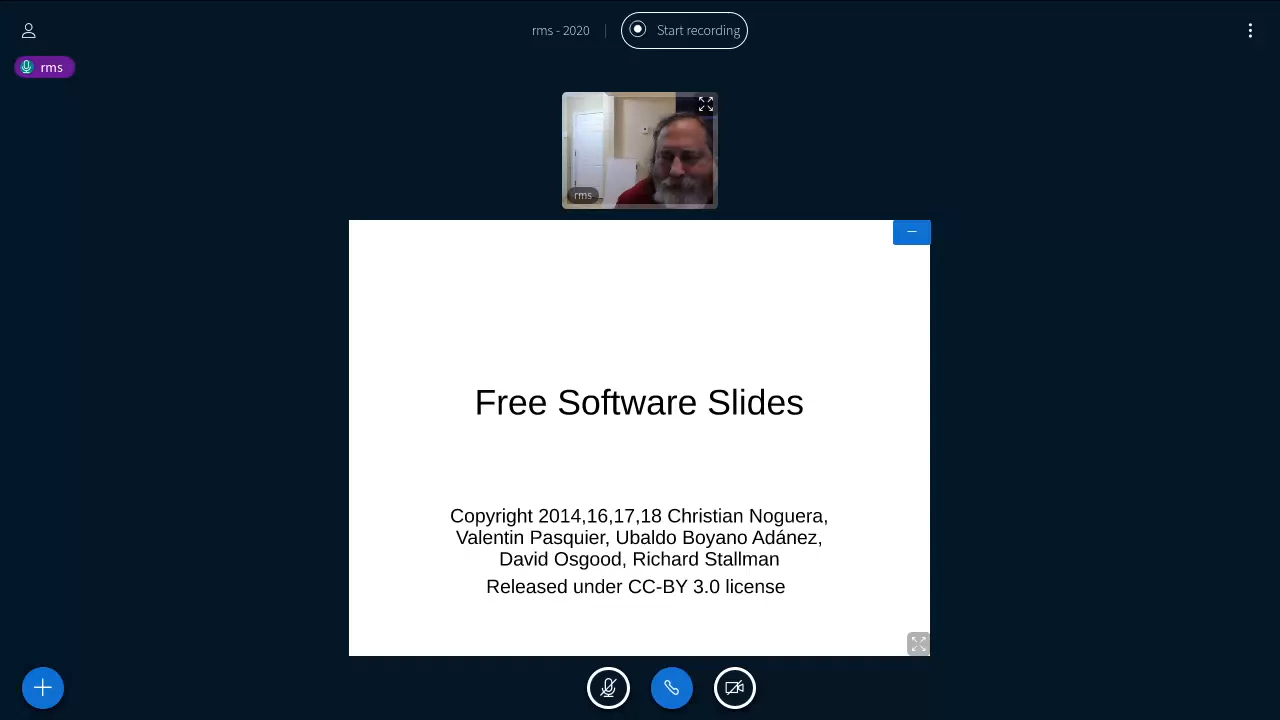 rms - 2020
Start recording
rms
rms
Free Software Slides
Copyright 2014,16,17,18 Christian Noguera,
Valentin Pasquier, Ubaldo Boyano Adánez,
David Osgood, Richard Stallman
Released under CC-BY 3.0 license